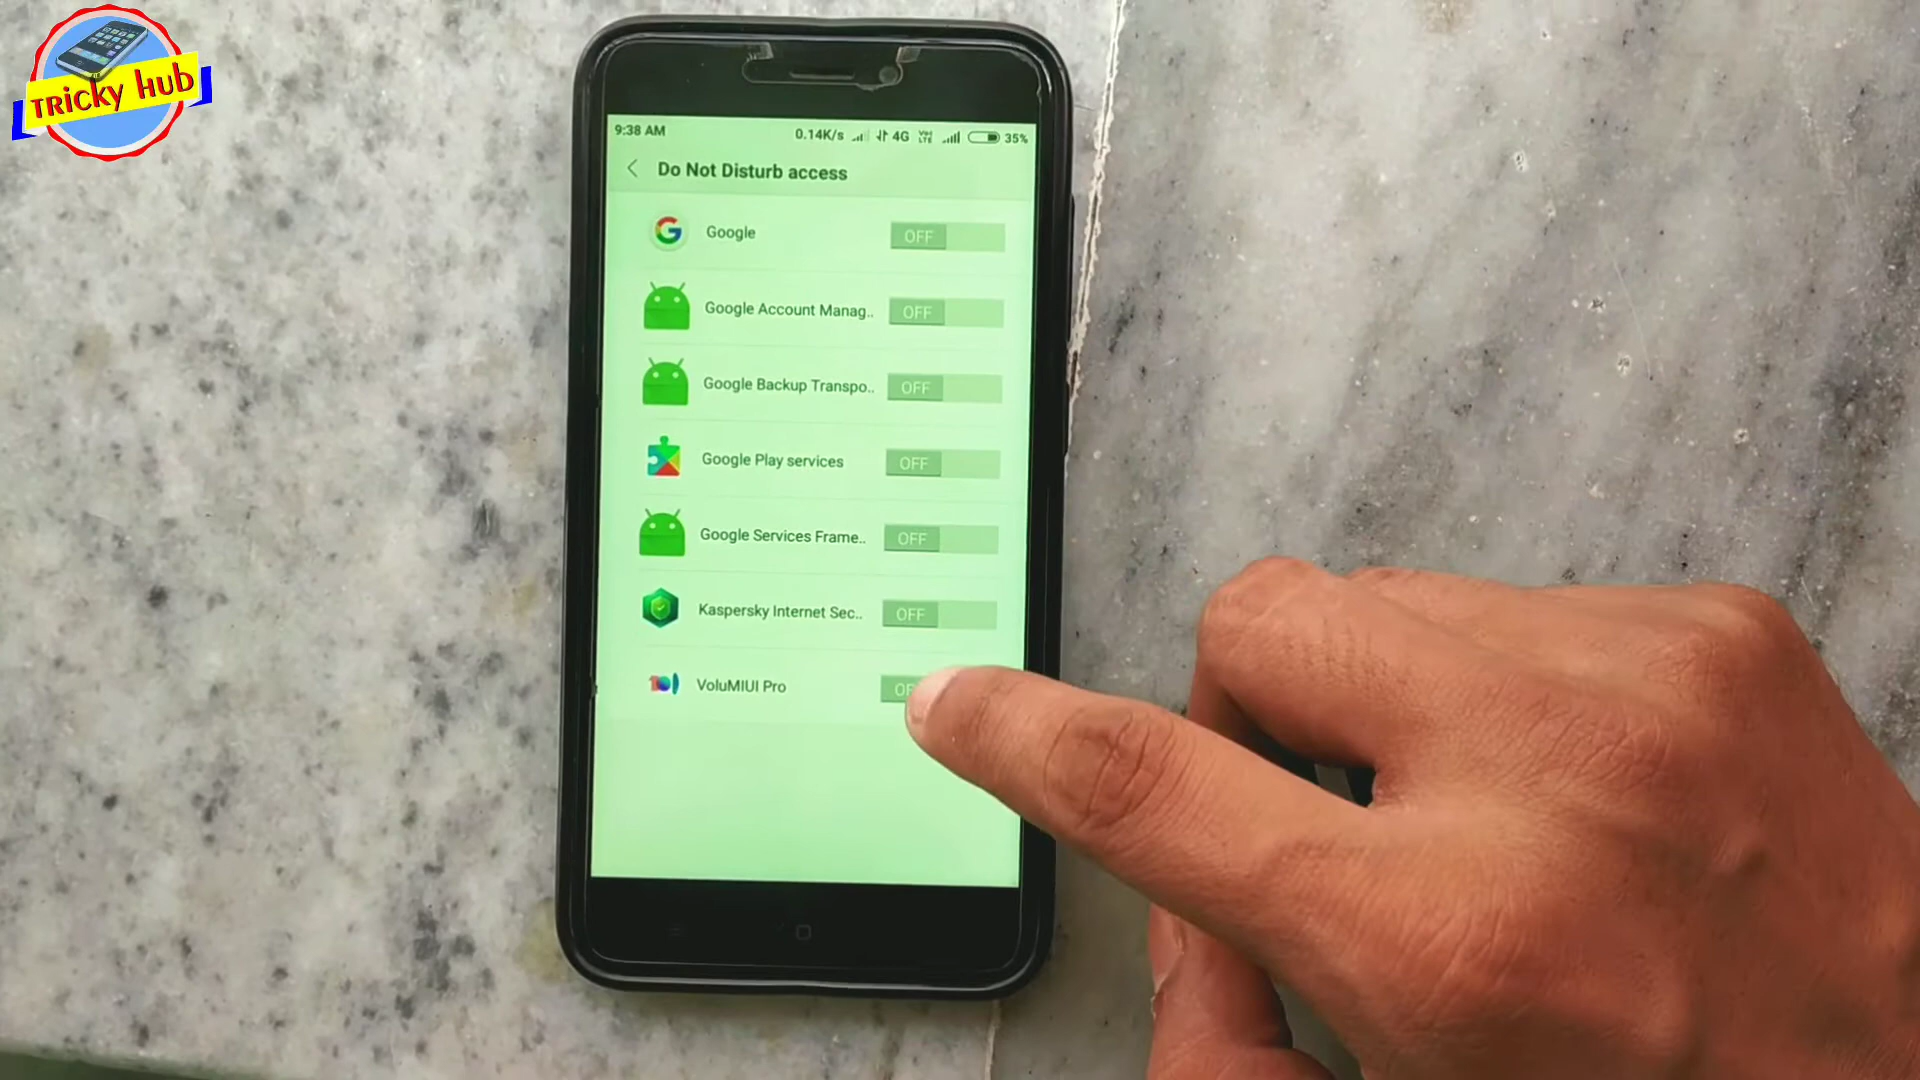 TRICKY HUB
9:38 AM 0.14K/s 4G VoLTE 35%
Do Not Disturb access
Google OFF
Google Account Manag.. OFF
Google Backup Transpo.. OFF
Google Play services OFF
Google Services Frame.. OFF
Kaspersky Internet Sec.. OFF
VoluMIUI Pro